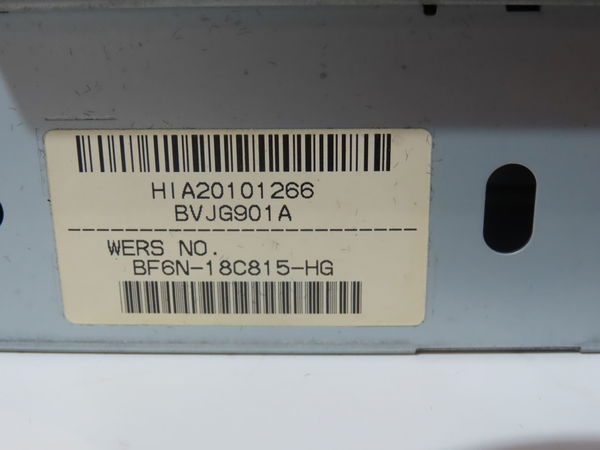 HIA20101266
BVJG901A
WERS NO.
BF6N-18C815-HG